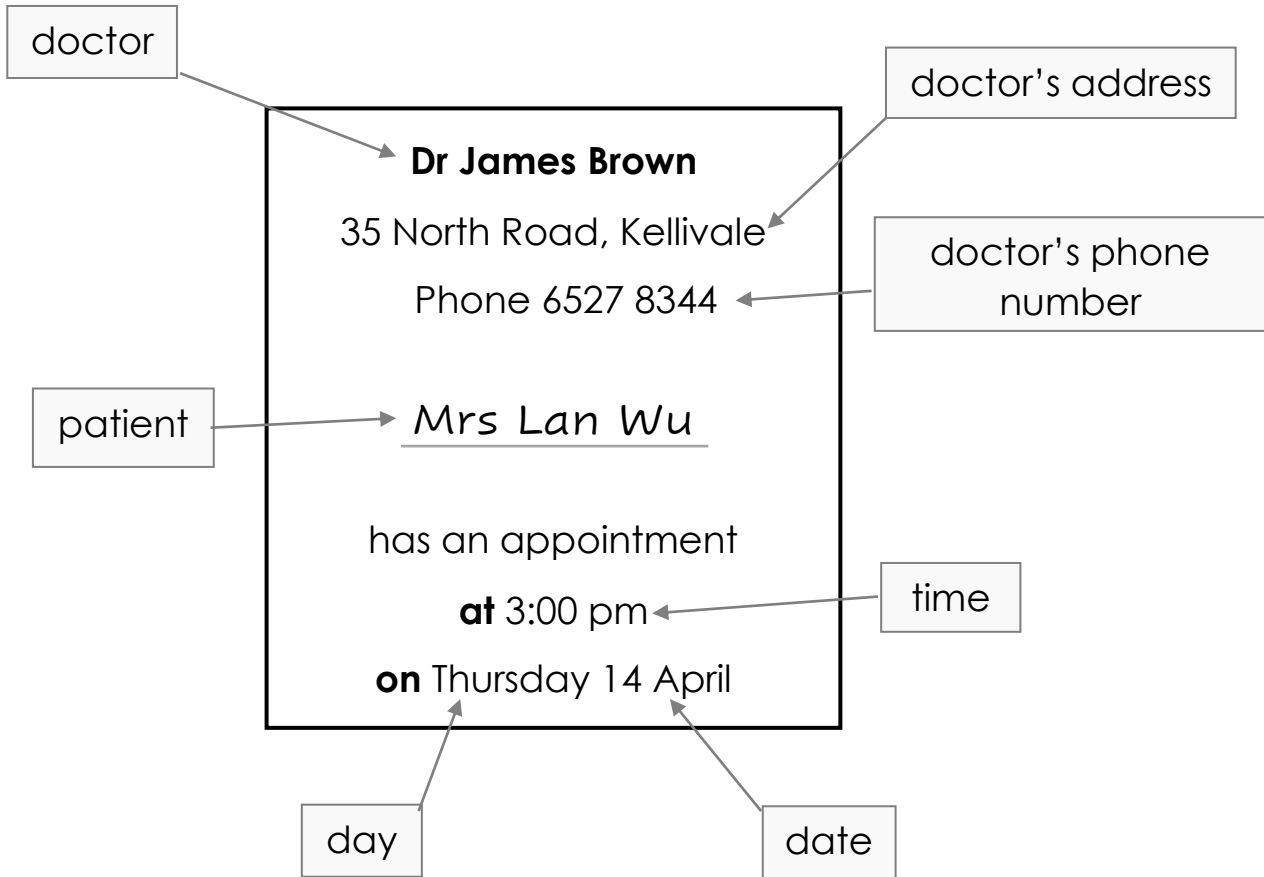 doctor
doctor's address
Dr James Brown
35 North Road, Kellivale
doctor's phone
number
Phone 6527 8344
patient
Mrs Lan Wu
has an appointment
time
at 3:00 pm
on Thursday 14 April
day
date